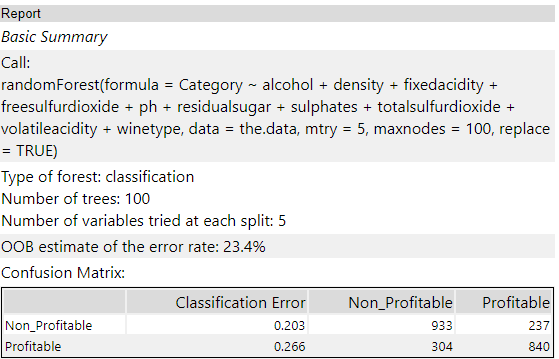 Report
Basic Summary
Call:
randomForest(formula = Category ~ alcohol + density + fixedacidity +
freesulfurdioxide + ph + residualsugar + sulphates + totalsulfurdioxide +
volatileacidity + winetype, data = the.data, mtry = 5, maxnodes = 100, replace
= TRUE)
Type of forest: classification
Number of trees: 100
Number of variables tried at each split: 5
OOB estimate of the error rate: 23.4%
Confusion Matrix:
Classification Error Non_Profitable Profitable
Non_Profitable 0.203 933 237
Profitable 0.266 304 840